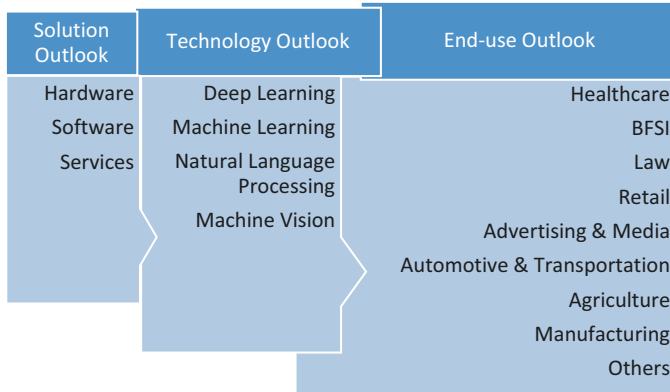 Solution
Outlook
Hardware
Software
Services
Technology Outlook
Deep Learning
Machine Learning
Natural Language
Processing
Machine Vision
End-use Outlook
Healthcare
BFSI
Law
Retail
Advertising & Media
Automotive & Transportation
Agriculture
Manufacturing
Others